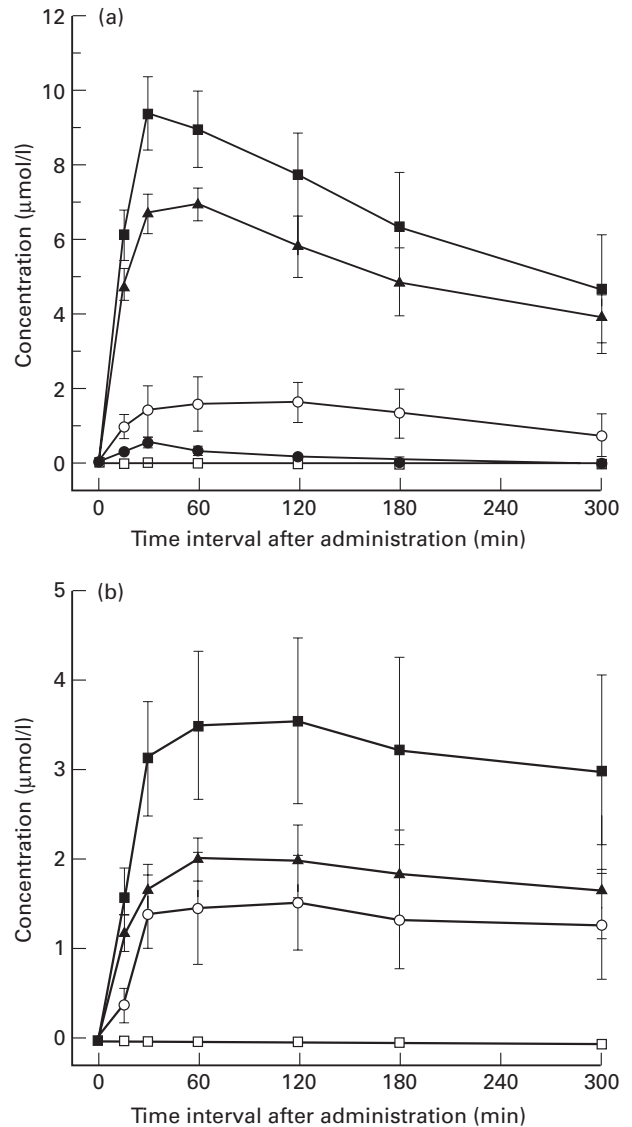 (a)
12
10
8
6
4
2
0
Concentration (μmol/l)
0 60 120 180 240 300
Time interval after administration (min)
(b)
5
4
3
2
1
0
Concentration (μmol/l)
0 60 120 180 240 300
Time interval after administration (min)